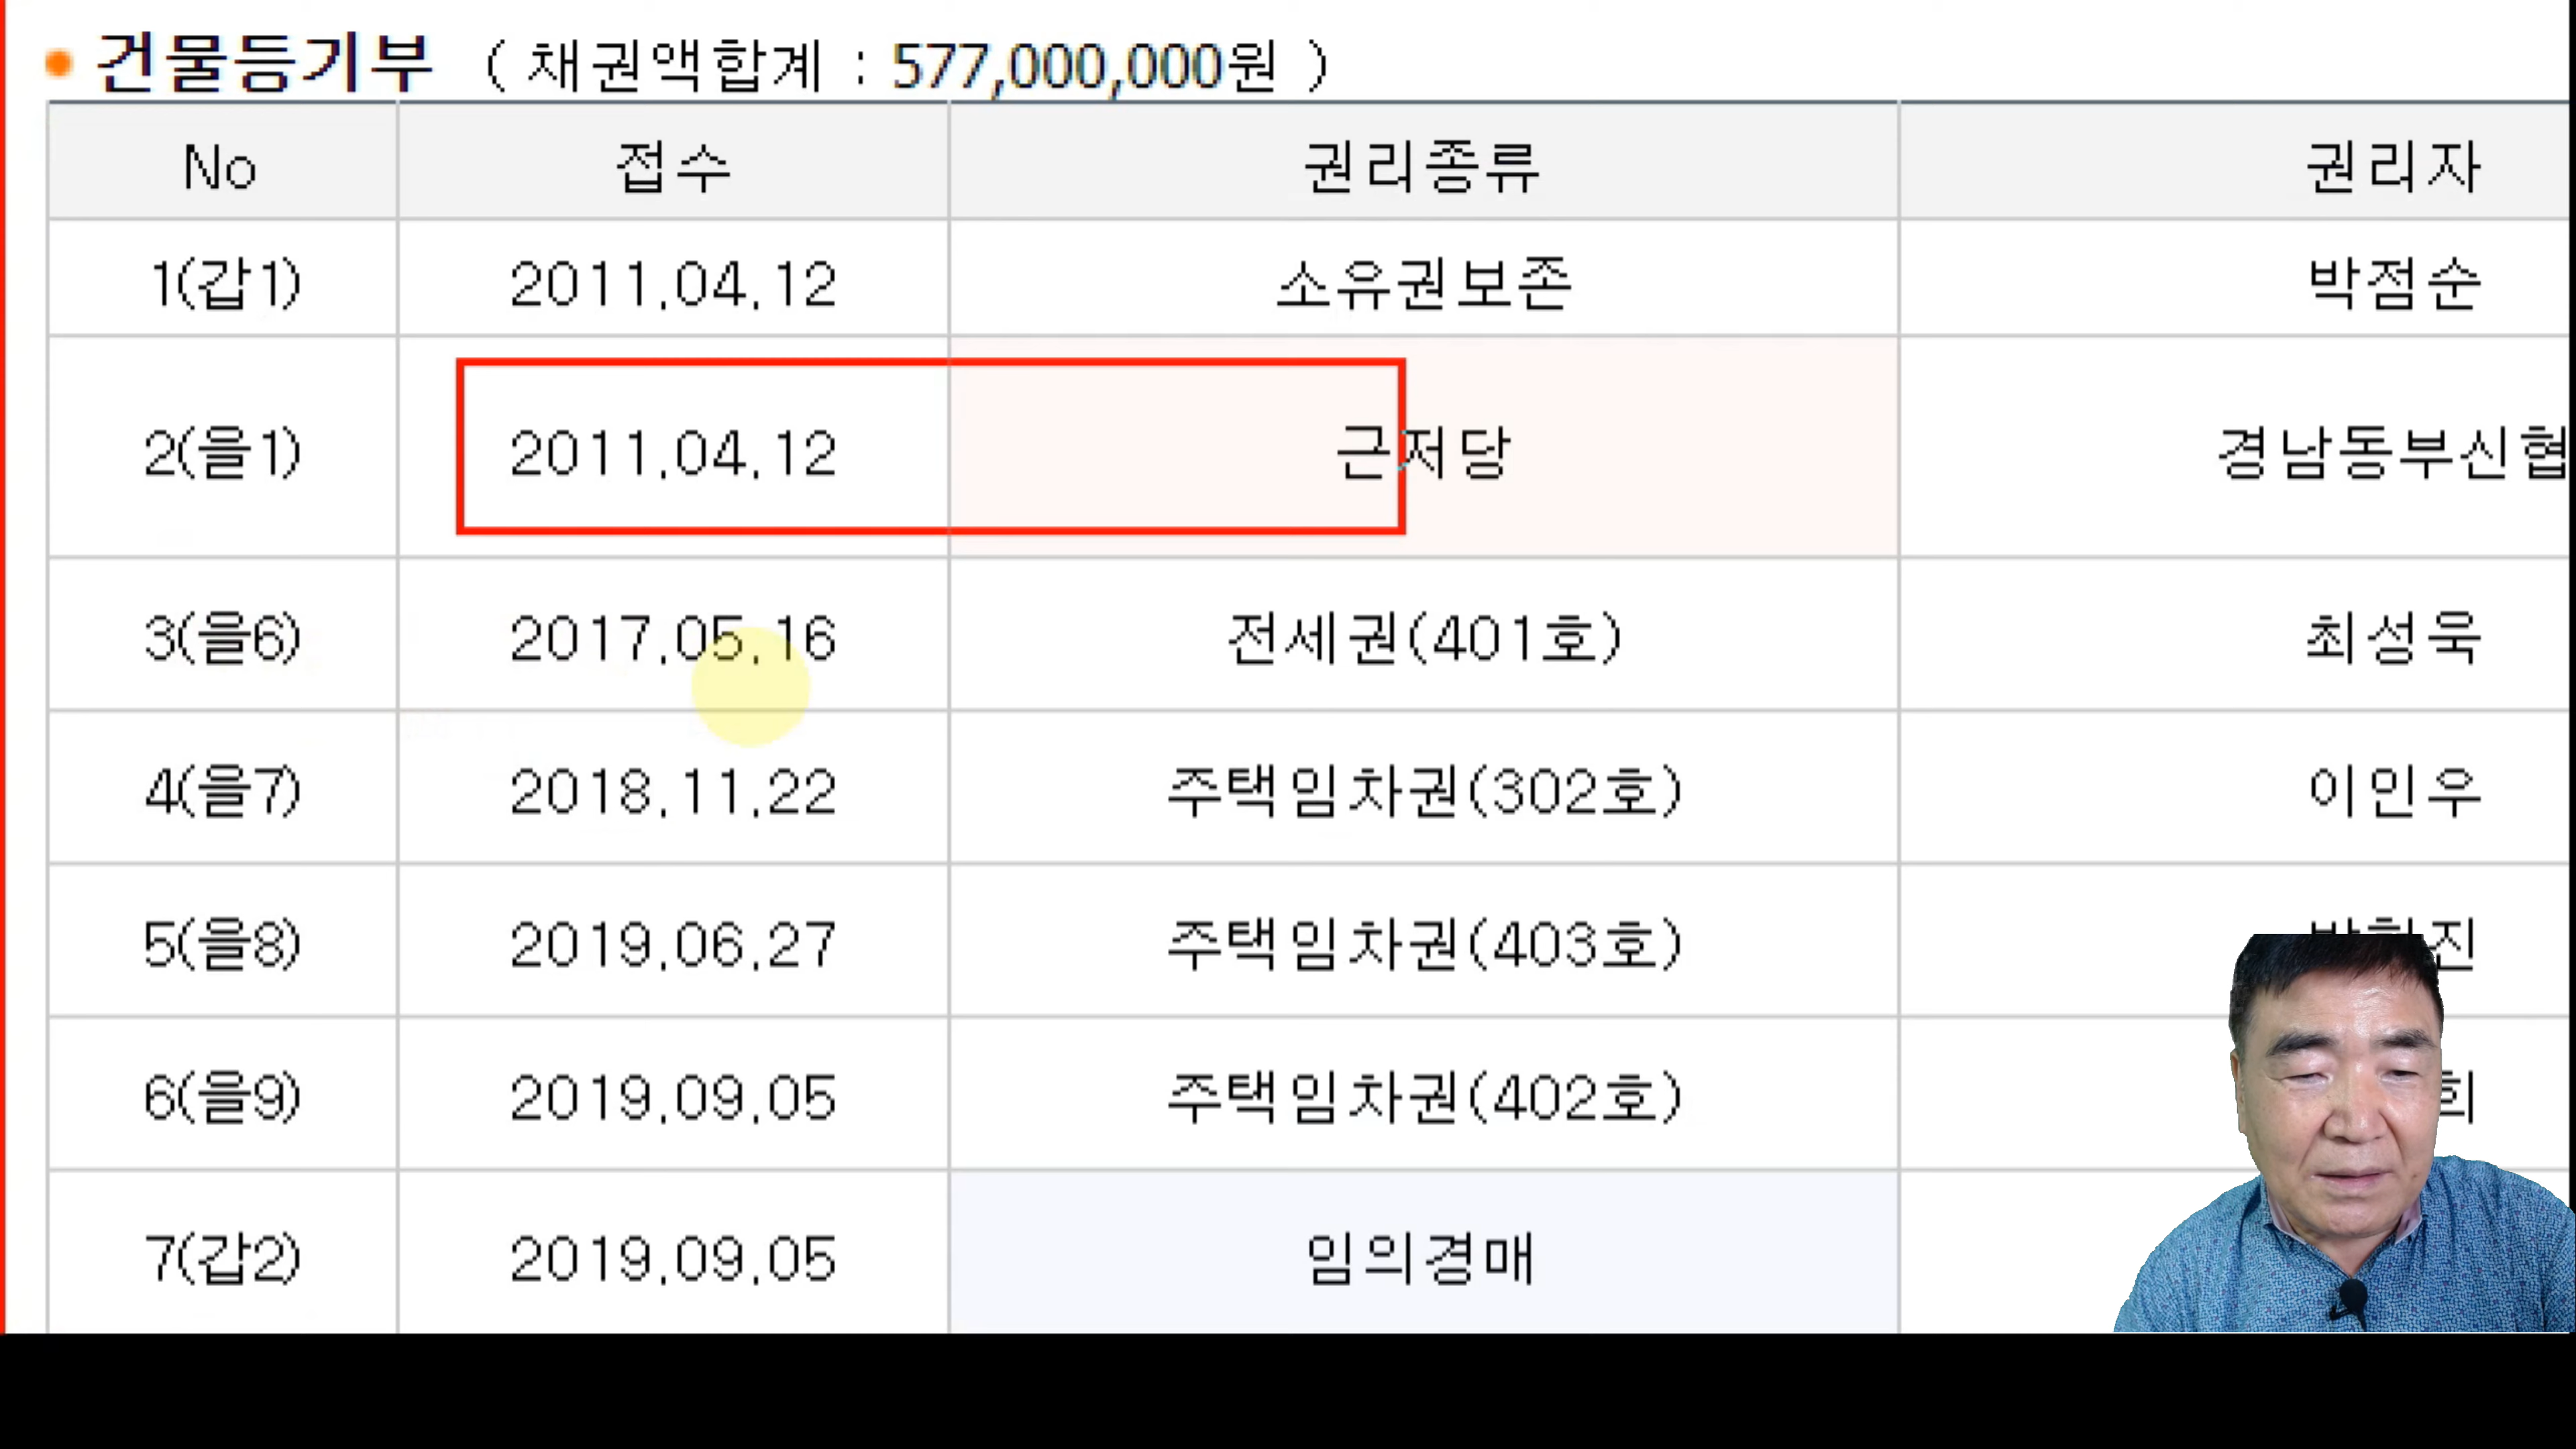 건물등기부 ( 채권액합계 : 577,000,000원 )
No 접수 권리종류 권리자
1(갑1) 2011.04.12 소유권보존 박점순
2(을1) 2011.04.12 근저당 경남동부신협
3(을6) 2017.05.16 전세권(401호) 최성욱
4(을7) 2018.11.22 주택임차권(302호) 이인우
5(을8) 2019.06.27 주택임차권(403호)
6(을9) 2019.09.05 주택임차권(402호)
7(갑2) 2019.09.05 임의경매